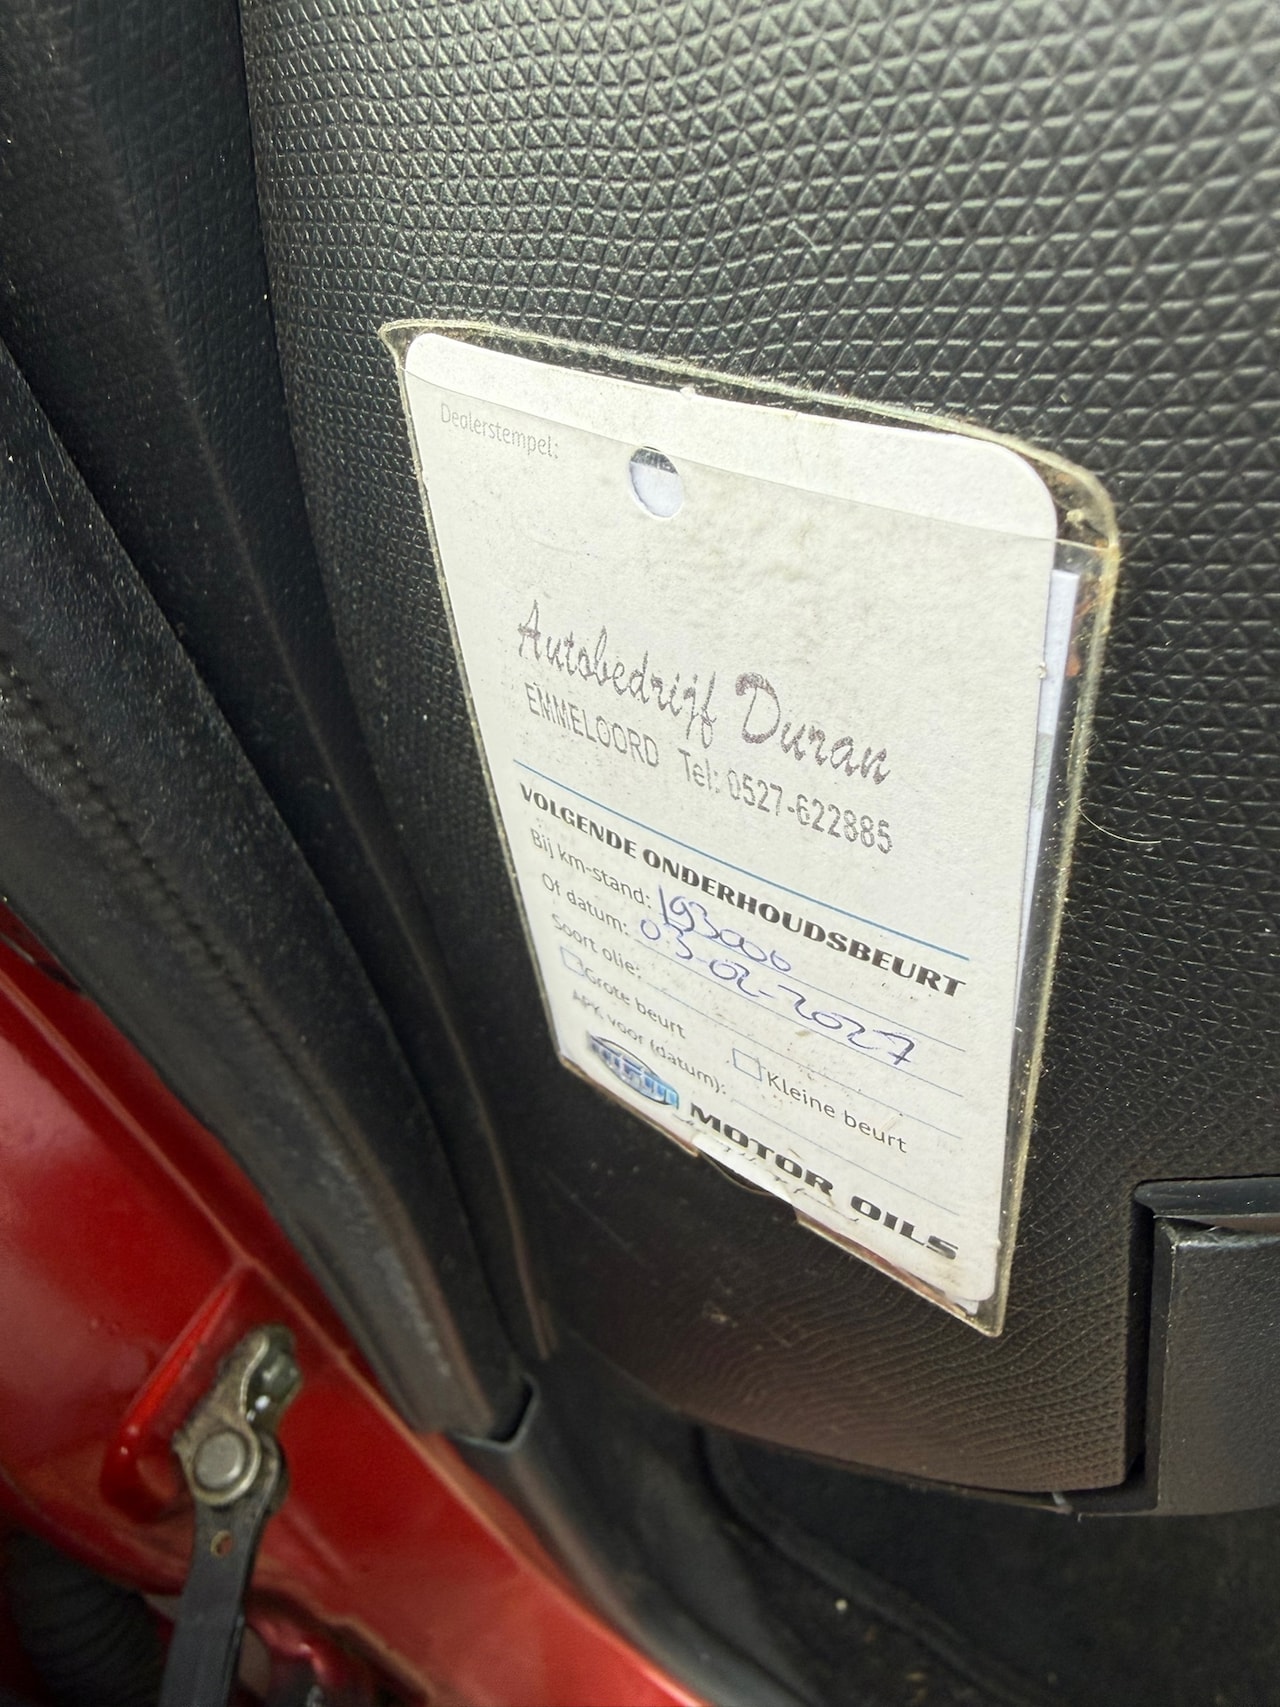 Dealerstempel:
Autobedrijf Duran
EMMELOORD Tel: 0527-622885
VOLGENDE ONDERHOUDSBEURT
Bij km-stand: 193000
Of datum: 03-02-2027
Soort olie:
Grote beurt Kleine beurt
APK voor (datum):
MOTOR OILS